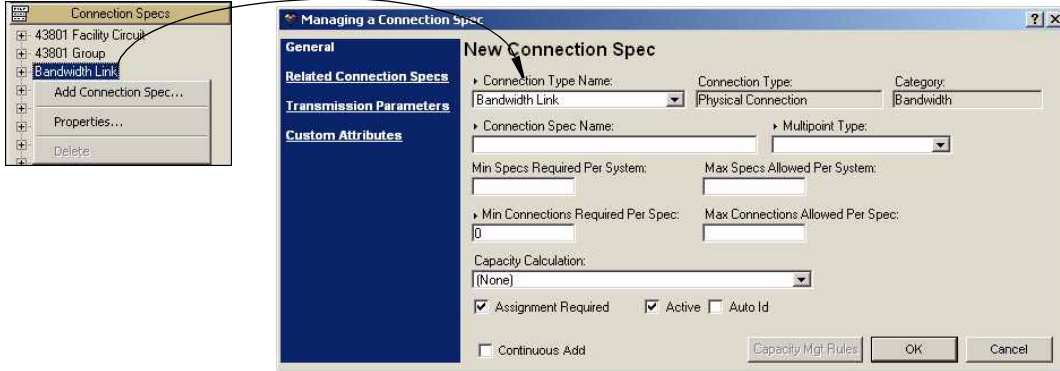 Connection Specs
43801 Facility Circuit
43801 Group
Bandwidth Link
Add Connection Spec...
Properties...
Delete
Managing a Connection Spec
General
Related Connection Specs
Transmission Parameters
Custom Attributes
New Connection Spec
Connection Type Name: Connection Type: Category:
Bandwidth Link Physical Connection Bandwidth
Connection Spec Name: Multipoint Type:
Min Specs Required Per System: Max Specs Allowed Per System:
Min Connections Required Per Spec: Max Connections Allowed Per Spec:
0
Capacity Calculation:
(None)
Assignment Required Active Auto Id
Continuous Add Capacity Mgt Rules OK Cancel